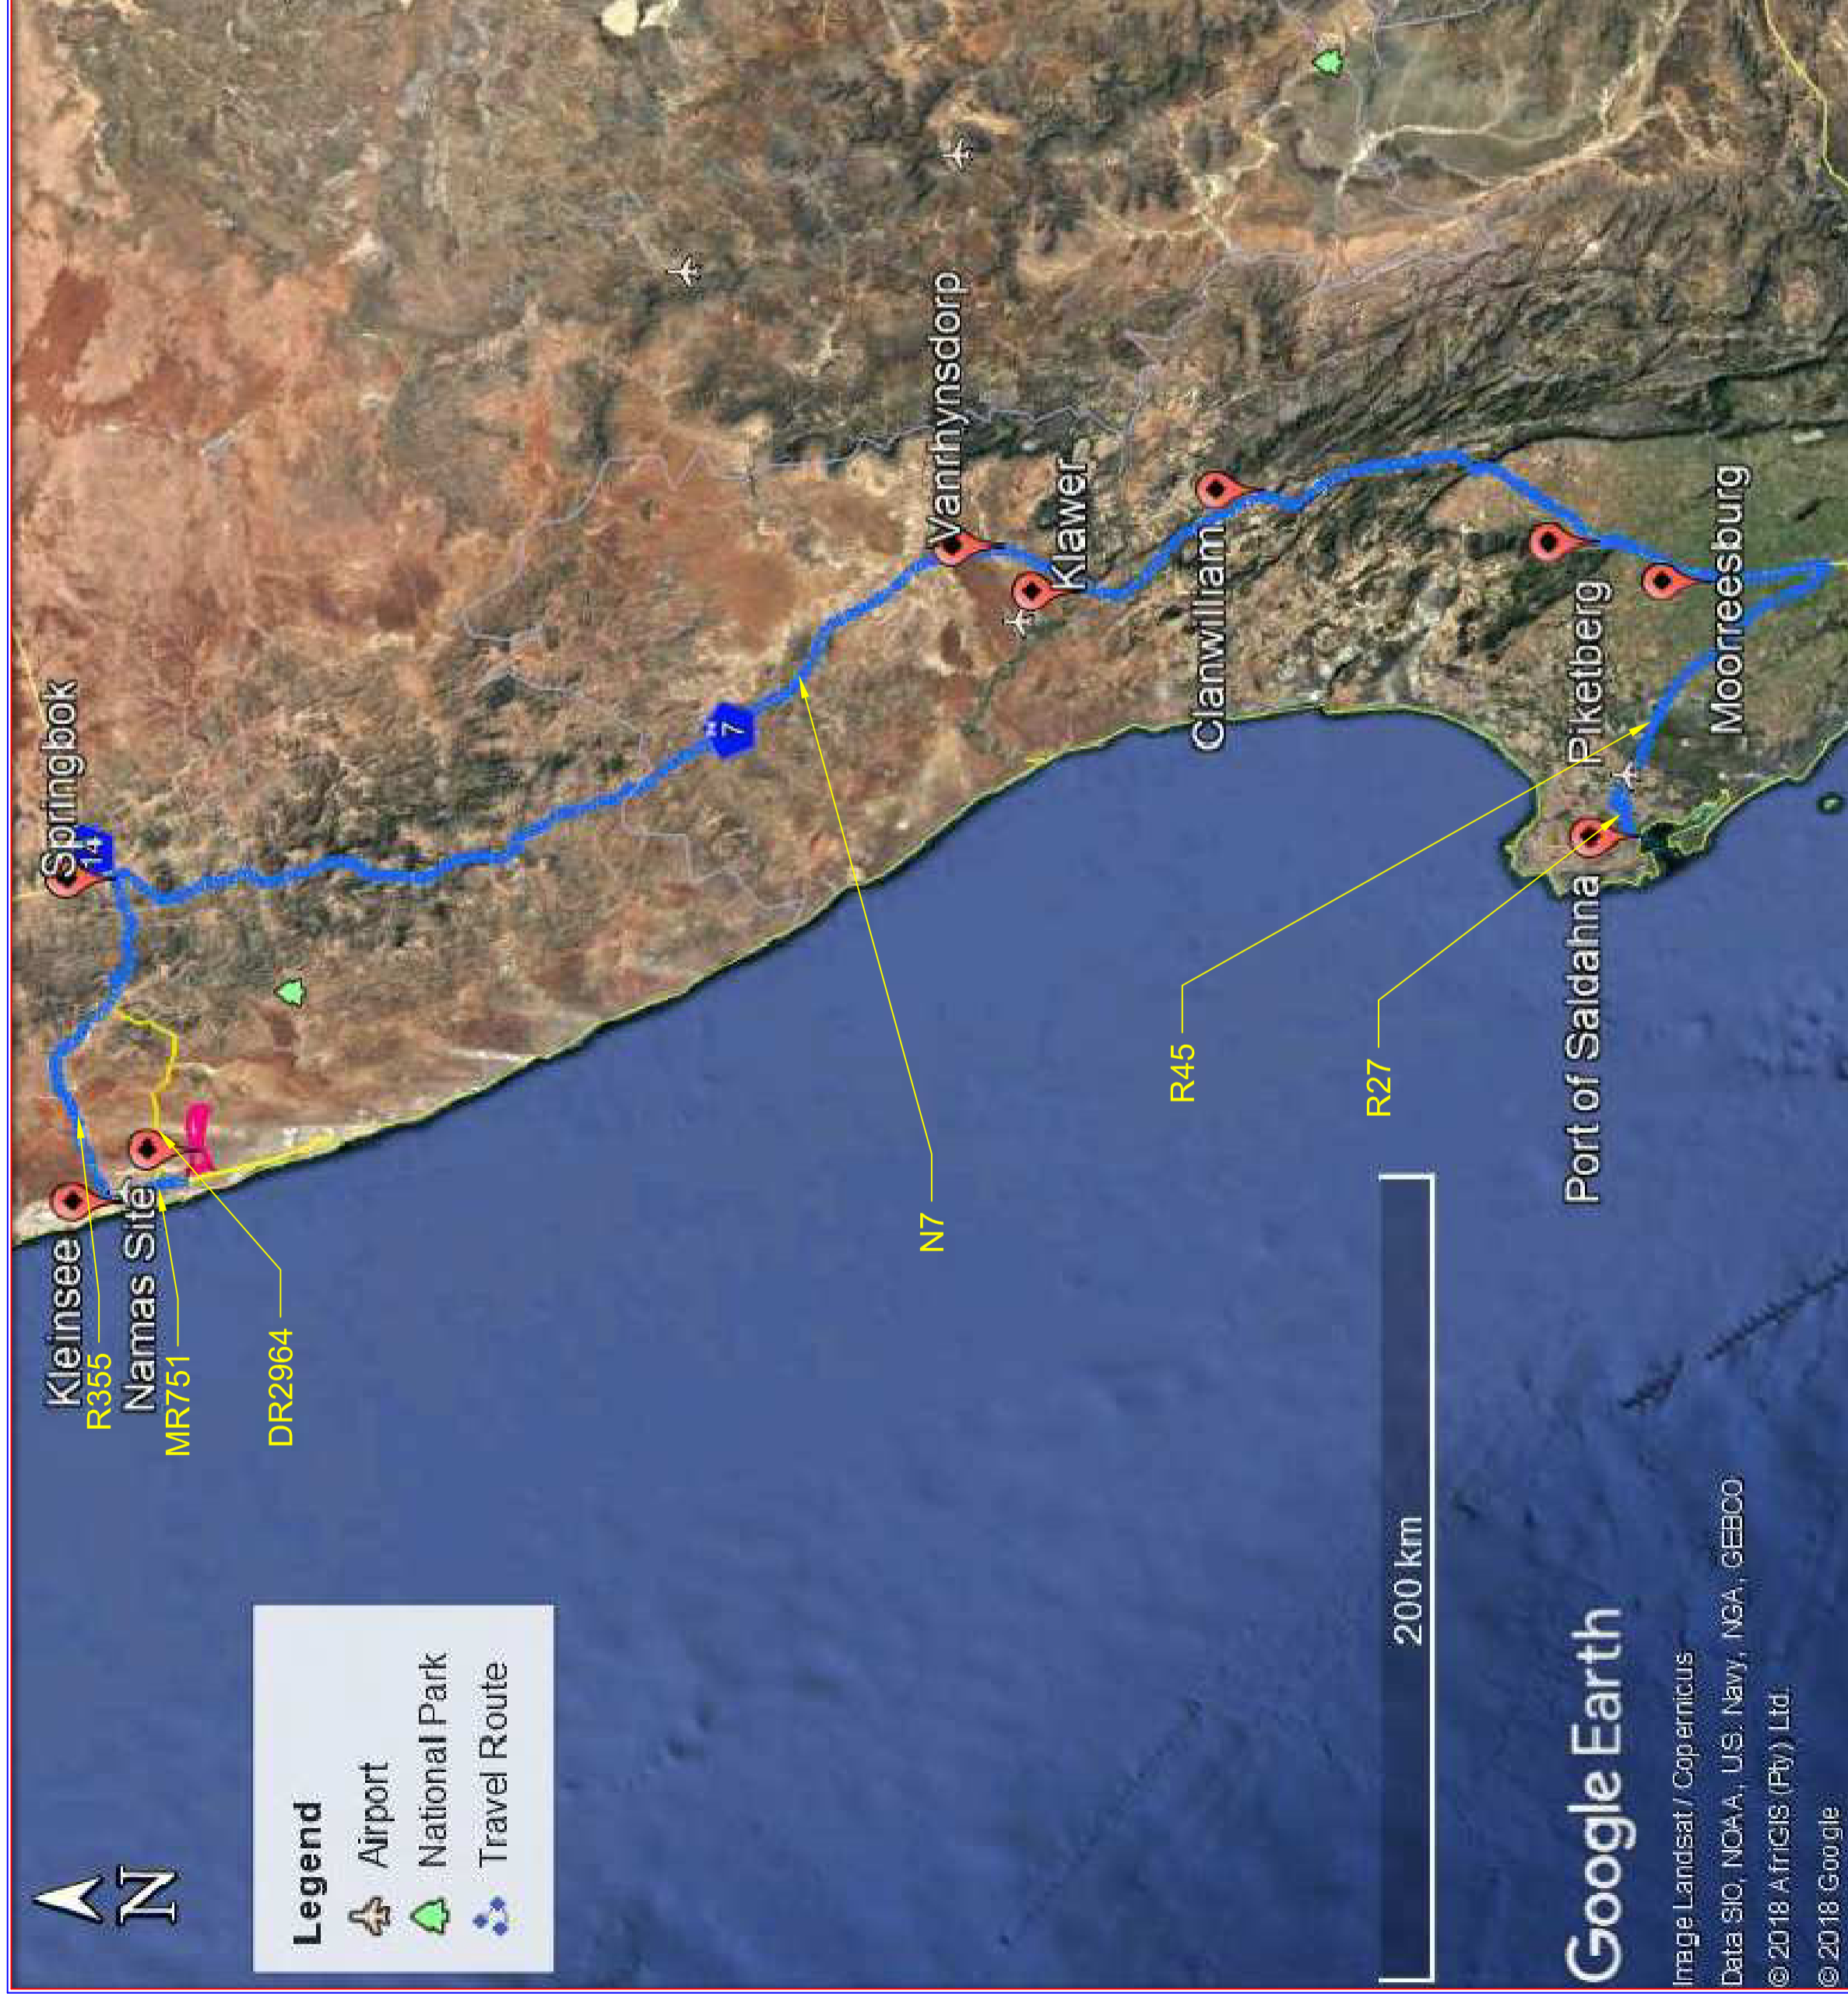 N
Legend
Airport
National Park
Travel Route
Kleinsee
R355
Namas Site
MR751
DR2964
Springbok
14
N
7
N7
Vanrhynsdorp
Klawer
Clanwilliam
R45
R27
Port of Saldahna
Piketberg
Moorreesburg
200 km
Google Earth
Image Landsat / Copernicus
Data SIO, NOAA, U.S. Navy, NGA, GEBCO
© 2018 AfriGIS (Pty) Ltd.
© 2018 Google